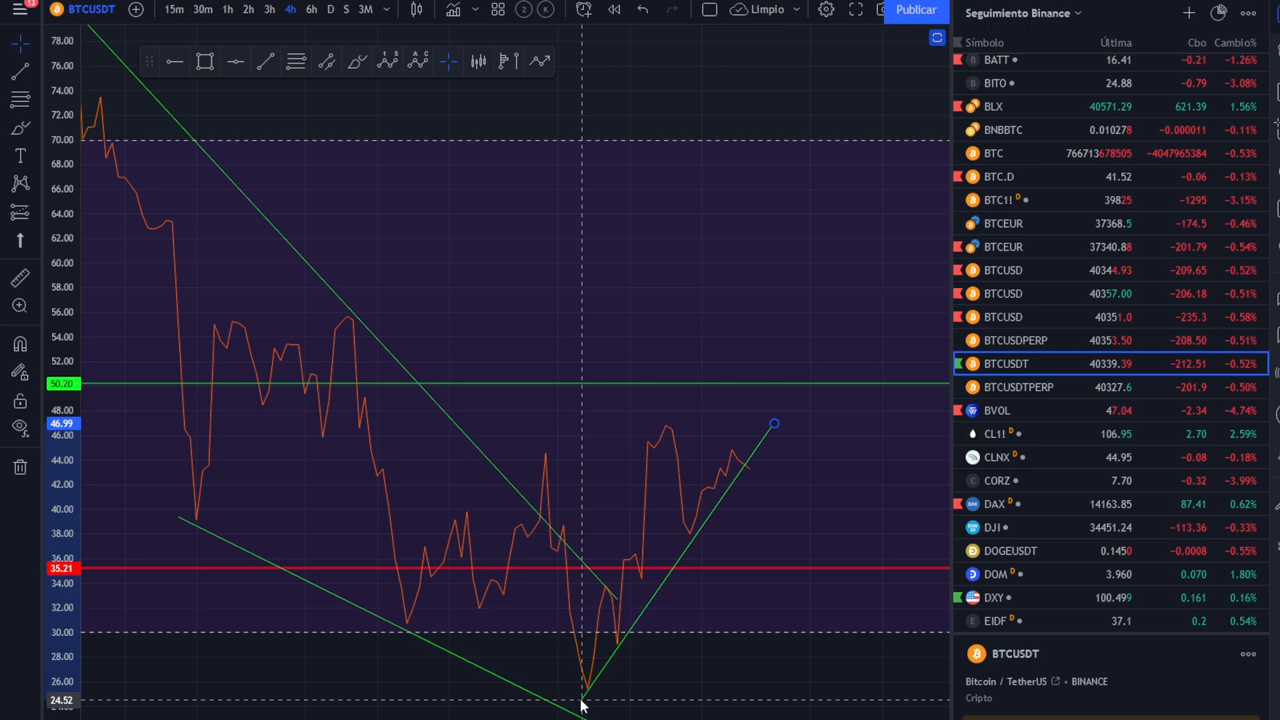 13
BTCUSDT
15m 30m 1h 2h 3h 4h 6h D S 3M
2 K
Limpio
Publicar
1 S
A C
78.00
76.00
74.00
72.00
70.00
68.00
66.00
64.00
62.00
60.00
58.00
56.00
54.00
52.00
50.20
48.00
46.99
46.00
44.00
42.00
40.00
38.00
36.00
35.21
34.00
32.00
30.00
28.00
26.00
24.52
Seguimiento Binance
Símbolo Última Cbo Cambio%
BATT 16.41 −0.21 −1.26%
BITO 24.88 −0.79 −3.08%
BLX 40571.29 621.39 1.56%
BNBBTC 0.010278 −0.000011 −0.11%
BTC 766713678505 −4047965384 −0.53%
BTC.D 41.52 −0.06 −0.13%
BTC1! D 39825 −1295 −3.15%
BTCEUR 37368.5 −174.5 −0.46%
BTCEUR 37340.88 −201.79 −0.54%
BTCUSD 40344.93 −209.65 −0.52%
BTCUSD 40357.00 −206.18 −0.51%
BTCUSD 40351.0 −235.3 −0.58%
BTCUSDPERP 40353.50 −208.50 −0.51%
BTCUSDT 40339.39 −212.51 −0.52%
BTCUSDTPERP 40327.6 −201.9 −0.50%
BVOL 47.04 −2.34 −4.74%
CL1! D 106.95 2.70 2.59%
CLNX D 44.95 −0.08 −0.18%
CORZ 7.70 −0.32 −3.99%
DAX D 14163.85 87.41 0.62%
DJI 34451.24 −113.36 −0.33%
DOGEUSDT 0.1450 −0.0008 −0.55%
DOM D 3.960 0.070 1.80%
DXY 100.499 0.161 0.16%
EIDF D 37.1 0.2 0.54%
BTCUSDT
Bitcoin / TetherUS • BINANCE
Cripto